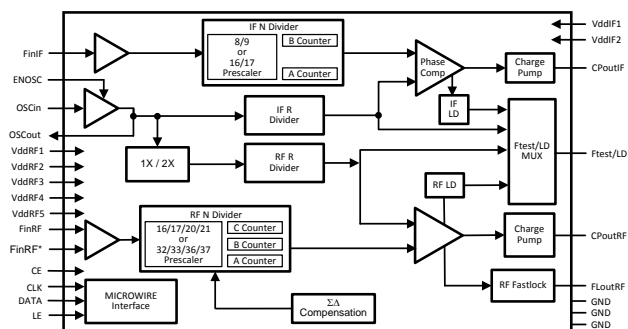 IF N Divider
8/9
or
16/17
Prescaler
B Counter
A Counter
FinIF
ENOSC
OSCin
OSCout
VddRF1
VddRF2
VddRF3
VddRF4
VddRF5
FinRF
FinRF*
CE
CLK
DATA
LE
Phase
Comp
Charge
Pump
IF
LD
IF R
Divider
1X / 2X
RF R
Divider
Ftest/LD
MUX
RF LD
RF N Divider
16/17/20/21
or
32/33/36/37
Prescaler
C Counter
B Counter
A Counter
Charge
Pump
RF Fastlock
MICROWIRE
Interface
ΣΔ
Compensation
VddIF1
VddIF2
CPoutIF
Ftest/LD
CPoutRF
FLoutRF
GND
GND
GND